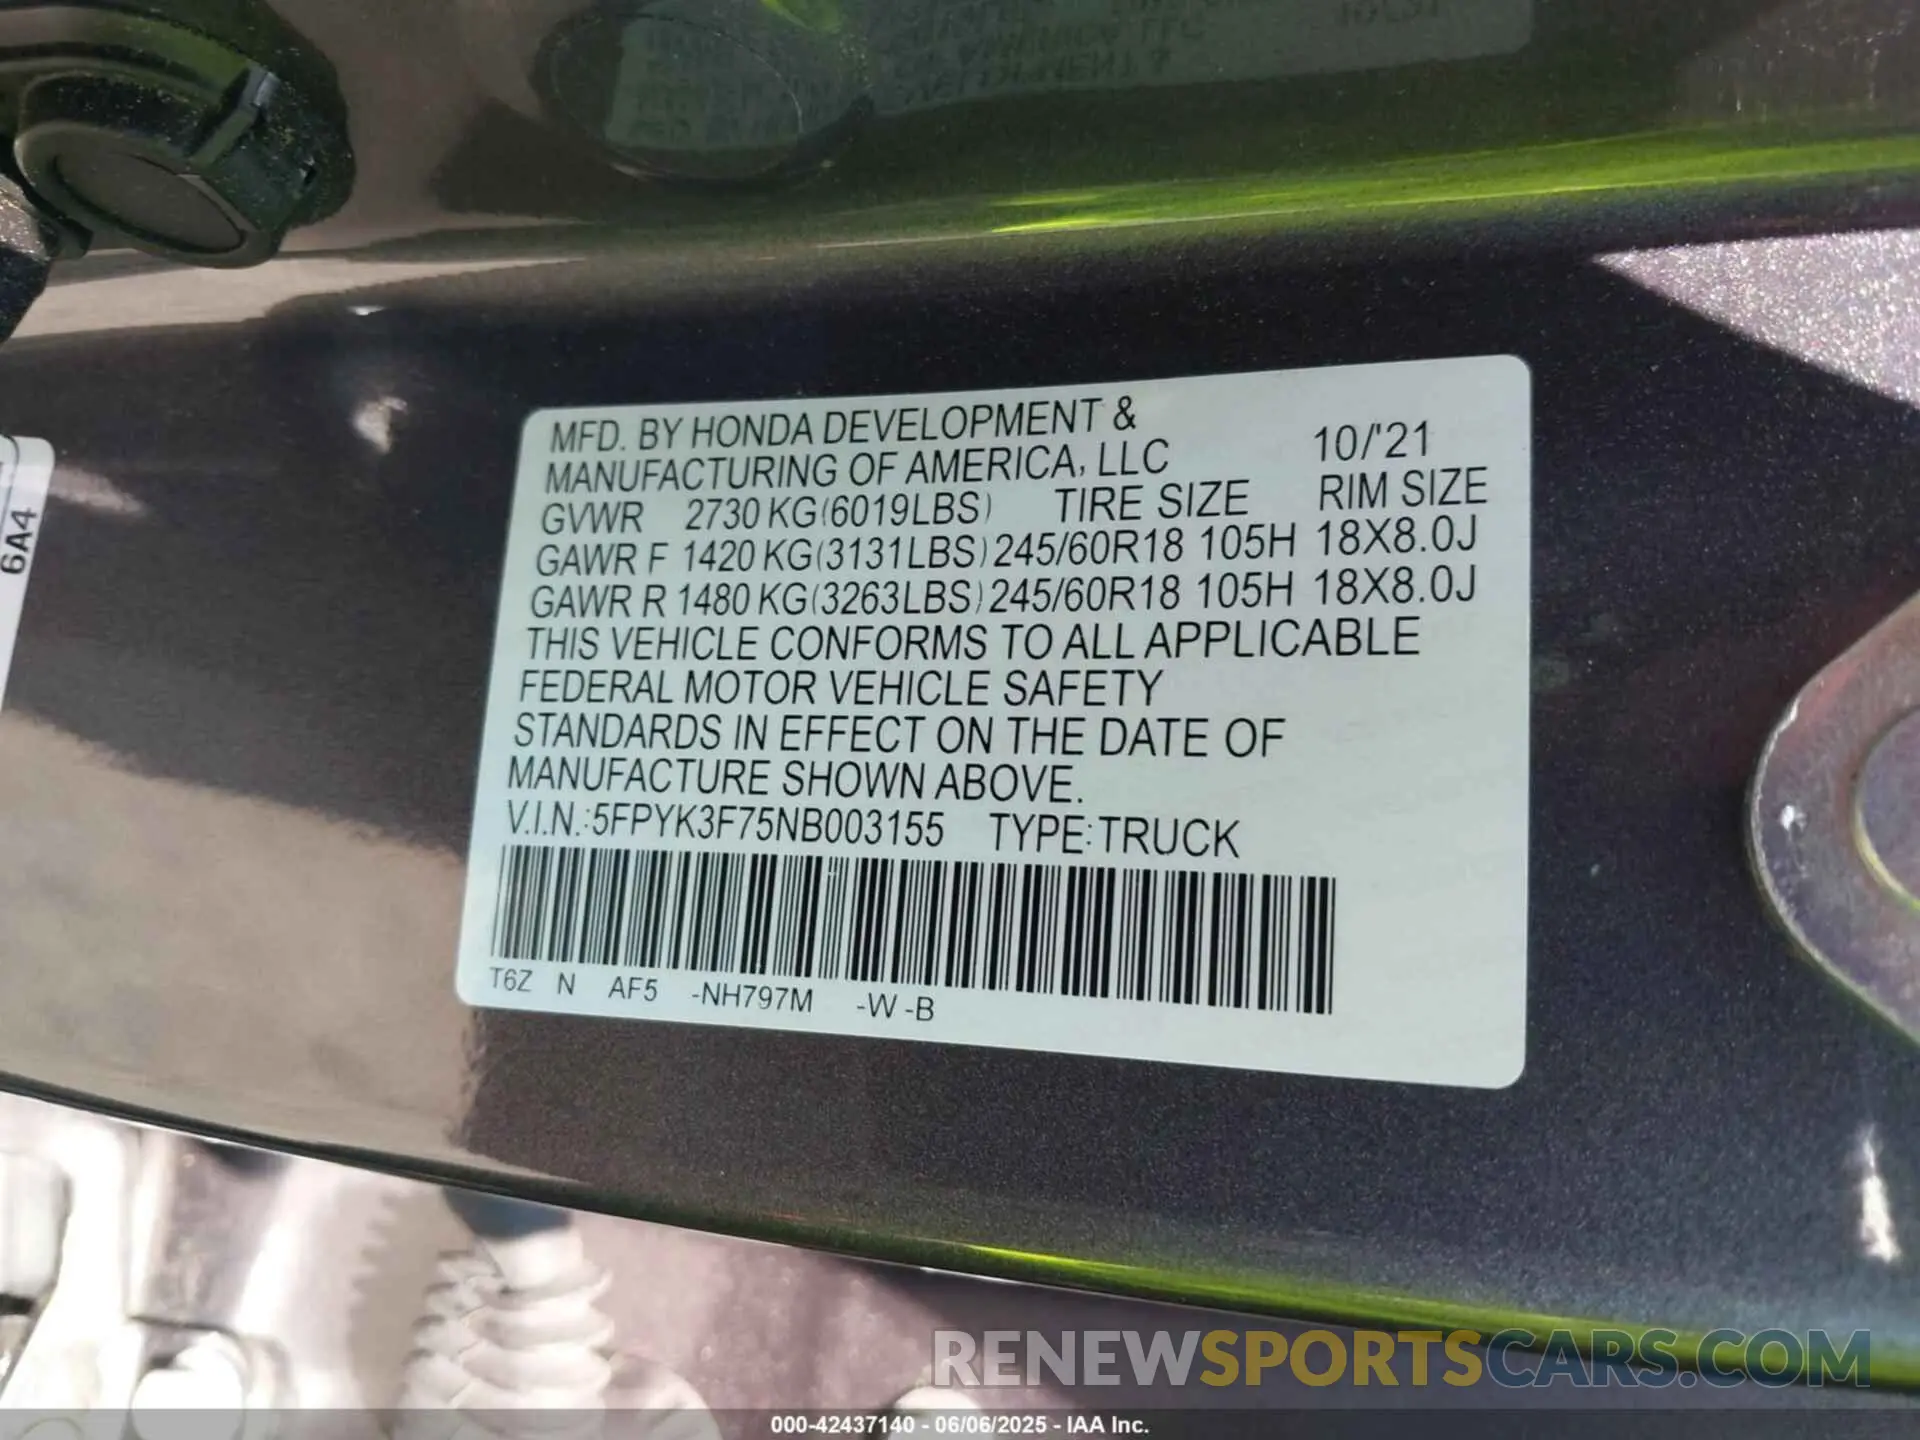 MFD. BY HONDA DEVELOPMENT &
MANUFACTURING OF AMERICA, LLC 10/'21
GVWR 2730 KG(6019LBS) TIRE SIZE RIM SIZE
GAWR F 1420 KG(3131LBS) 245/60R18 105H 18X8.0J
GAWR R 1480 KG(3263LBS) 245/60R18 105H 18X8.0J
THIS VEHICLE CONFORMS TO ALL APPLICABLE
FEDERAL MOTOR VEHICLE SAFETY
STANDARDS IN EFFECT ON THE DATE OF
MANUFACTURE SHOWN ABOVE.
V.I.N.:5FPYK3F75NB003155 TYPE:TRUCK
T6Z N AF5 -NH797M -W -B
6A4
RENEWSPORTSCARS.COM
000-42437140 - 06/06/2025 - IAA Inc.